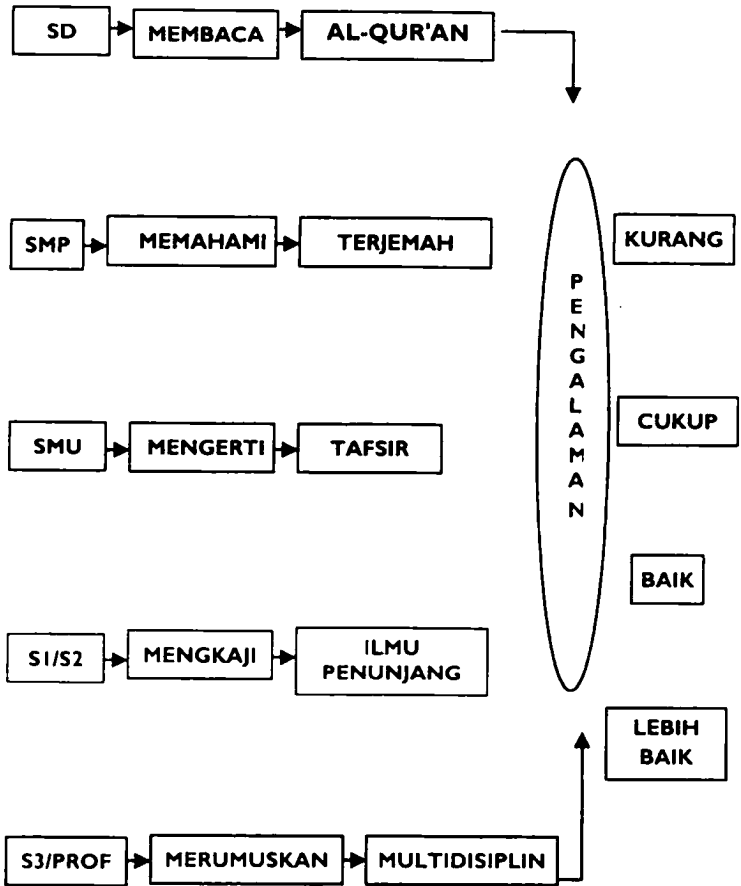 SD
MEMBACA
AL-QUR'AN
SMP
MEMAHAMI
TERJEMAH
SMU
MENGERTI
TAFSIR
S1/S2
MENGKAJI
ILMU
PENUNJANG
S3/PROF
MERUMUSKAN
MULTIDISIPLIN
PENGALAMAN
KURANG
CUKUP
BAIK
LEBIH
BAIK